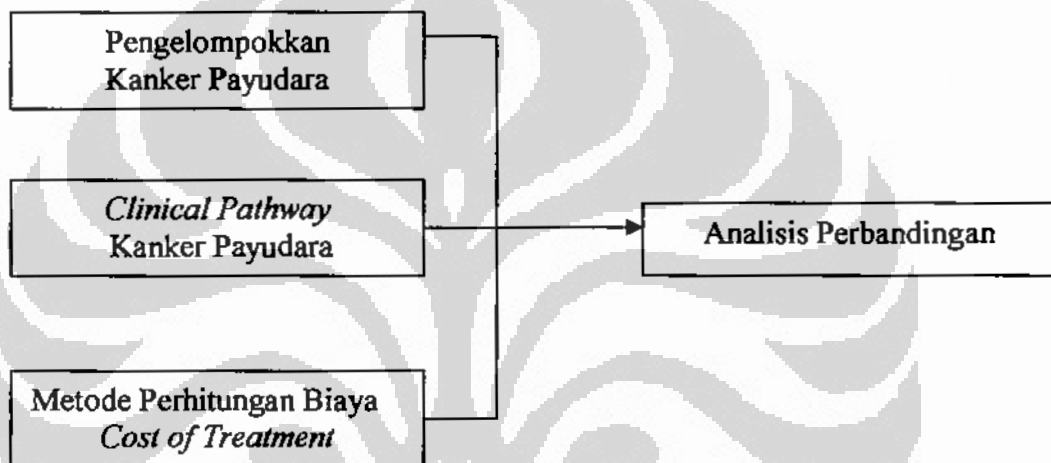 Pengelompokkan
Kanker Payudara
Clinical Pathway
Kanker Payudara
Analisis Perbandingan
Metode Perhitungan Biaya
Cost of Treatment